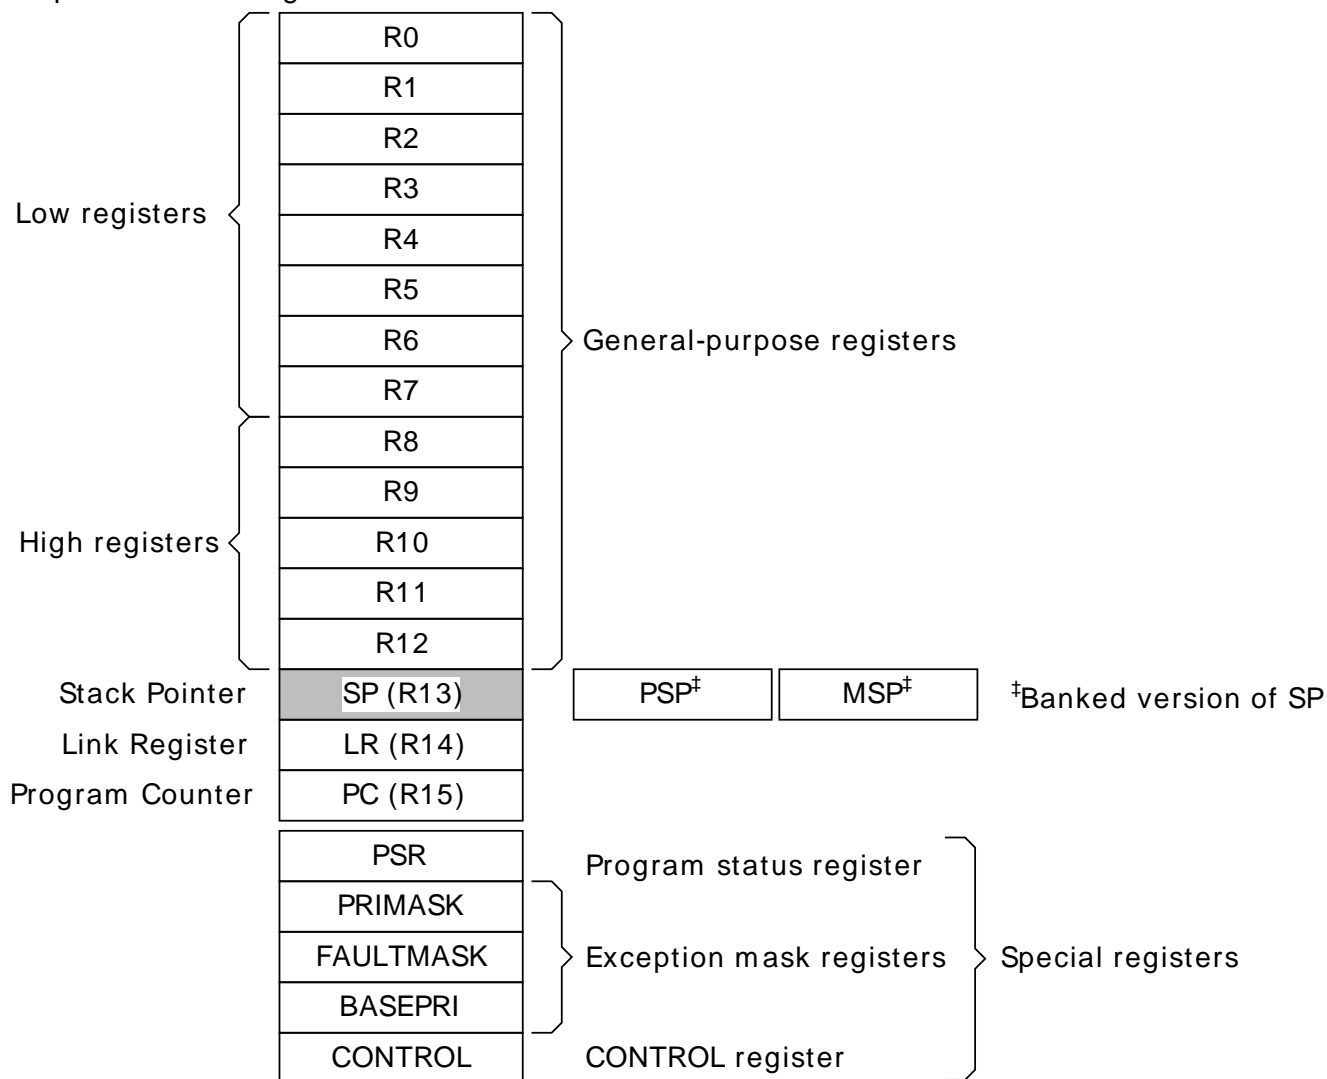 R0
R1
R2
R3
Low registers
R4
R5
R6
General-purpose registers
R7
R8
R9
High registers
R10
R11
R12
Stack Pointer SP (R13) PSP‡ MSP‡ ‡Banked version of SP
Link Register LR (R14)
Program Counter PC (R15)
PSR Program status register
PRIMASK
FAULTMASK Exception mask registers Special registers
BASEPRI
CONTROL CONTROL register